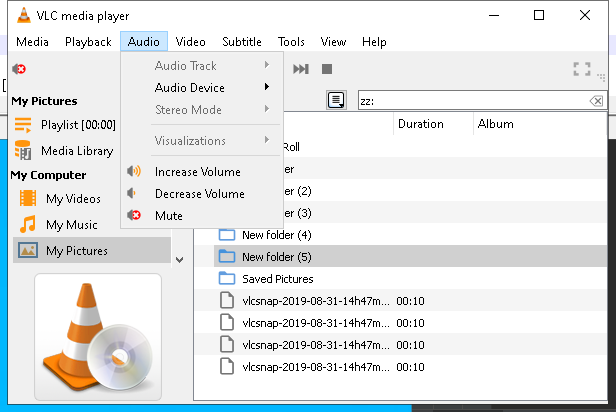 VLC media player
Media Playback Audio Video Subtitle Tools View Help
Audio Track
Audio Device
Stereo Mode
Visualizations
Increase Volume
Decrease Volume
Mute
My Pictures
Playlist [00:00]
Media Library
My Computer
My Videos
My Music
My Pictures
zz:
Duration Album
Roll
er
er (2)
er (3)
New folder (4)
New folder (5)
Saved Pictures
vlcsnap-2019-08-31-14h47m... 00:10
vlcsnap-2019-08-31-14h47m... 00:10
vlcsnap-2019-08-31-14h47m... 00:10
vlcsnap-2019-08-31-14h47m... 00:10